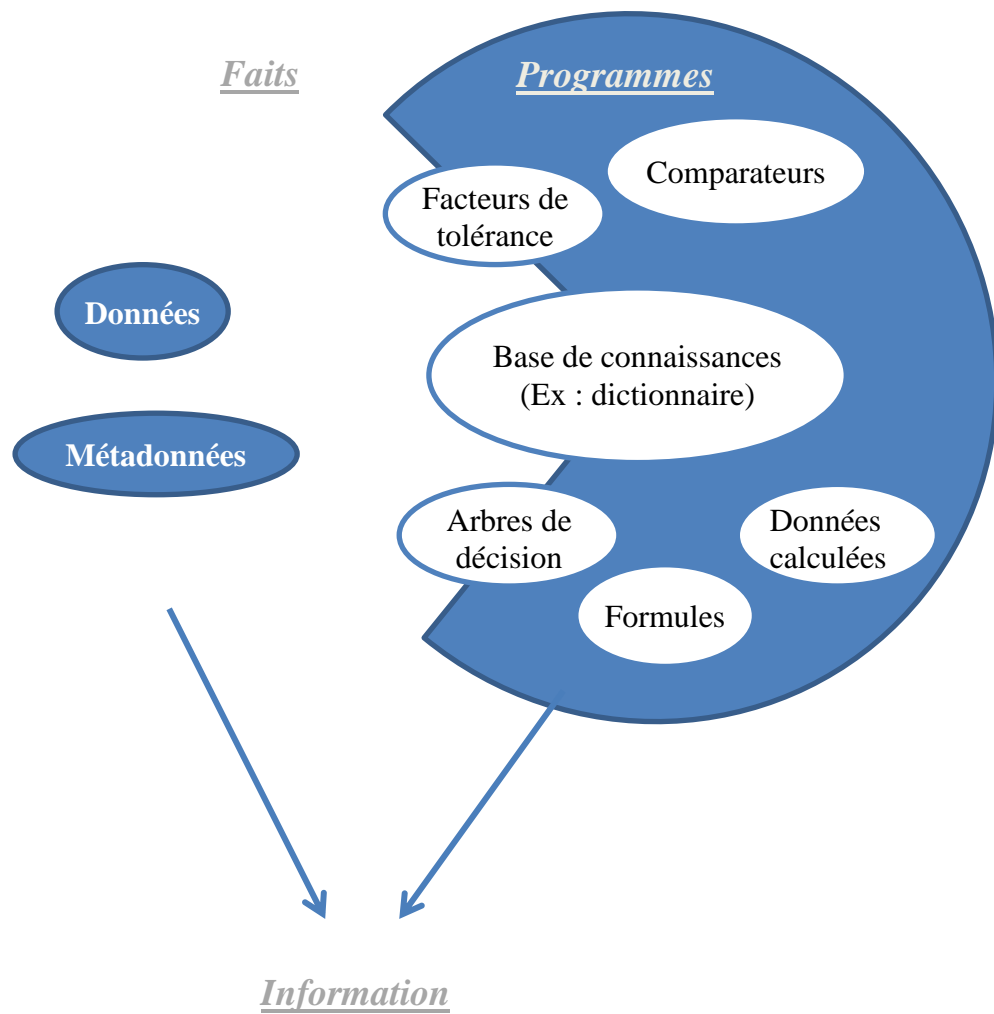 Faits
Programmes
Comparateurs
Facteurs de
tolérance
Données
Base de connaissances
(Ex : dictionnaire)
Métadonnées
Arbres de
décision
Données
calculées
Formules
Information